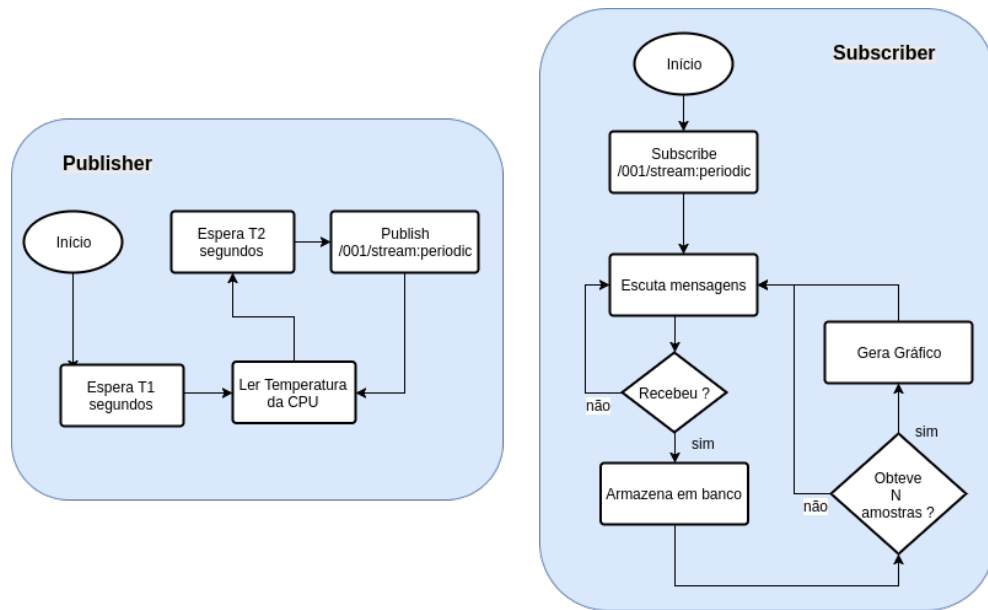 Publisher
Início
Espera T1
segundos
Ler Temperatura
da CPU
Espera T2
segundos
Publish
/001/stream:periodic
Subscriber
Início
Subscribe
/001/stream:periodic
Escuta mensagens
Recebeu ?
não
sim
Armazena em banco
Obteve
N
amostras ?
não
sim
Gera Gráfico